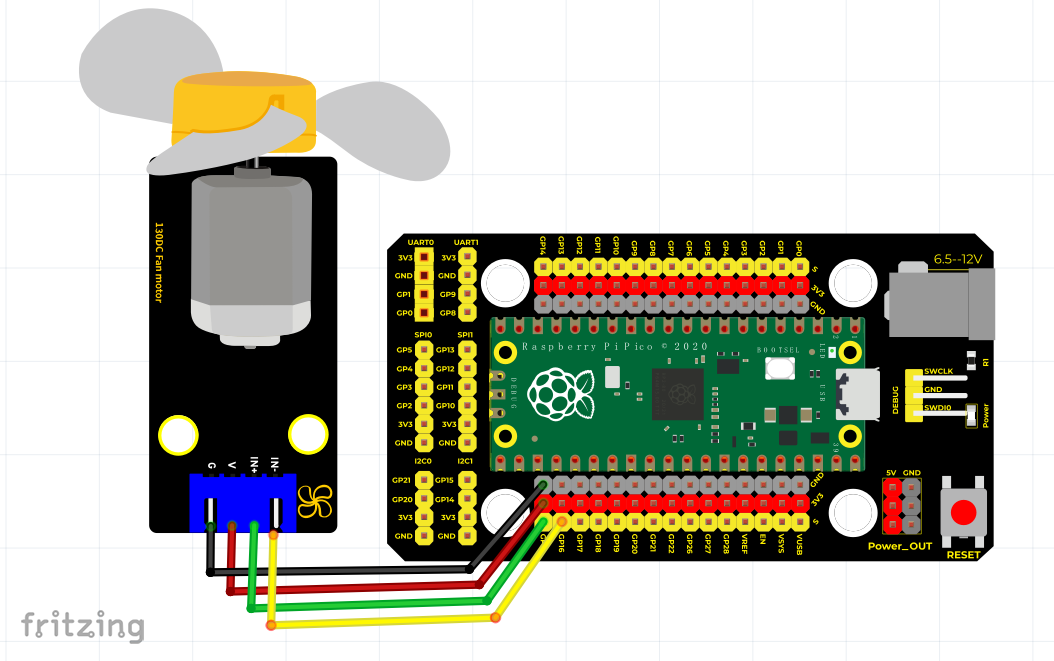 130DC Fan motor
G
V
IN+
IN-
UART0
UART1
3V3
GND
GP1
GP0
3V3
GND
GP9
GP8
SPI0
SPI1
GP5
GP4
GP3
GP2
3V3
GND
GP13
GP12
GP11
GP10
3V3
GND
I2C0
I2C1
GP21
GP20
3V3
GND
GP15
GP14
3V3
GND
GP14
GP13
GP12
GP11
GP10
GP9
GP8
GP7
GP6
GP5
GP4
GP3
GP2
GP1
GP0
S
3V3
GND
6.5--12V
Raspberry Pi Pico © 2020
BOOTSEL
LED
USB
DEBUG
2
1
39
SWCLK
GND
SWDI0
DEBUG
R1
Power
GND
3V3
S
GP16
GP17
GP18
GP19
GP20
GP21
GP22
GP26
GP27
GP28
VREF
EN
VSYS
VUSB
5V
GND
Power_OUT
RESET
fritzing